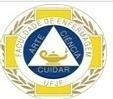 FACULDADE DE ENFERMAGEM
ARTE
CIÊNCIA
CUIDAR
UFJF